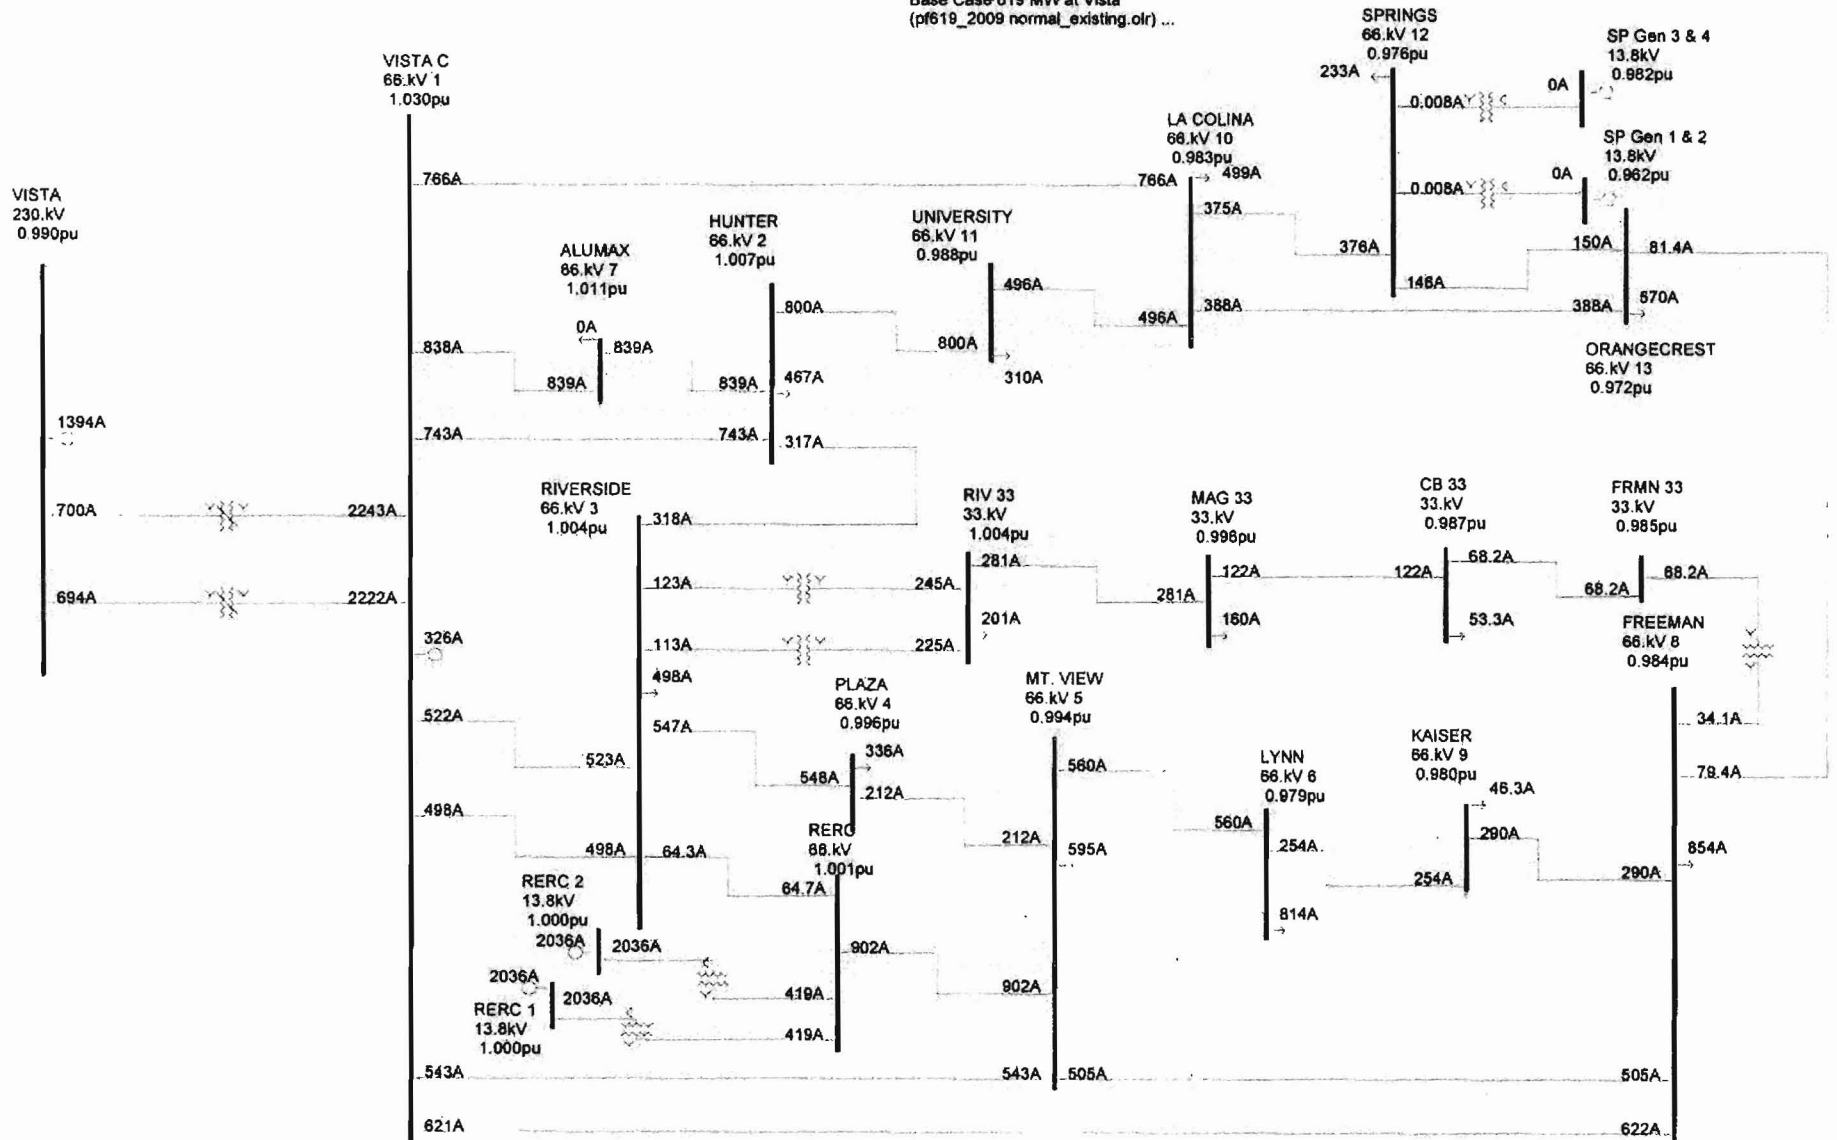 Base Case 619 MW at Vista
(pf619_2009 normal_existing.olr) ...
SPRINGS
66.kV 12
0.976pu
233A
0.008A
0.008A
376A
146A
SP Gen 3 & 4
13.8kV
0.982pu
0A
SP Gen 1 & 2
13.8kV
0.962pu
0A
VISTA C
66.kV 1
1.030pu
766A
838A
743A
2243A
2222A
326A
522A
498A
543A
621A
LA COLINA
66.kV 10
0.983pu
766A
499A
375A
388A
496A
VISTA
230.kV
0.990pu
1394A
700A
694A
HUNTER
66.kV 2
1.007pu
800A
839A
467A
743A
317A
UNIVERSITY
66.kV 11
0.988pu
496A
800A
310A
ALUMAX
66.kV 7
1.011pu
0A
839A
839A
150A
81.4A
388A
570A
ORANGECREST
66.kV 13
0.972pu
RIVERSIDE
66.kV 3
1.004pu
318A
123A
113A
498A
547A
523A
498A
64.3A
RIV 33
33.kV
1.004pu
281A
245A
201A
225A
MAG 33
33.kV
0.996pu
122A
281A
160A
CB 33
33.kV
0.987pu
68.2A
122A
53.3A
FRMN 33
33.kV
0.985pu
68.2A
68.2A
FREEMAN
66.kV 8
0.984pu
34.1A
79.4A
854A
290A
505A
622A
PLAZA
66.kV 4
0.996pu
336A
548A
212A
MT. VIEW
66.kV 5
0.994pu
560A
212A
595A
902A
543A
505A
LYNN
66.kV 6
0.979pu
560A
254A
814A
KAISER
66.kV 9
0.980pu
46.3A
290A
254A
RERC
66.kV
1.001pu
64.7A
902A
419A
419A
RERC 2
13.8kV
1.000pu
2036A
2036A
2036A
2036A
RERC 1
13.8kV
1.000pu